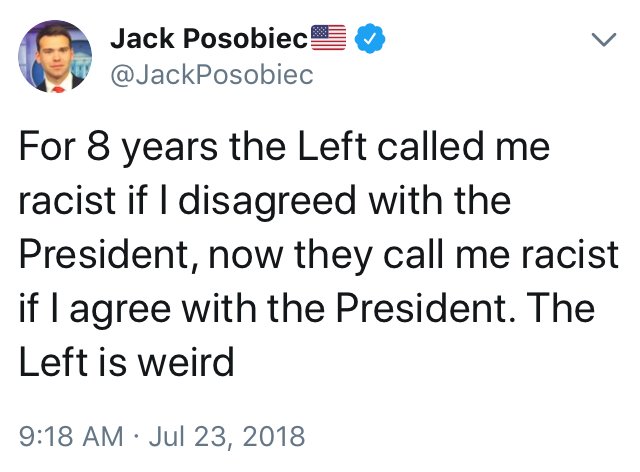 Jack Posobiec🇺🇸
@JackPosobiec
For 8 years the Left called me
racist if I disagreed with the
President, now they call me racist
if I agree with the President. The
Left is weird
9:18 AM · Jul 23, 2018